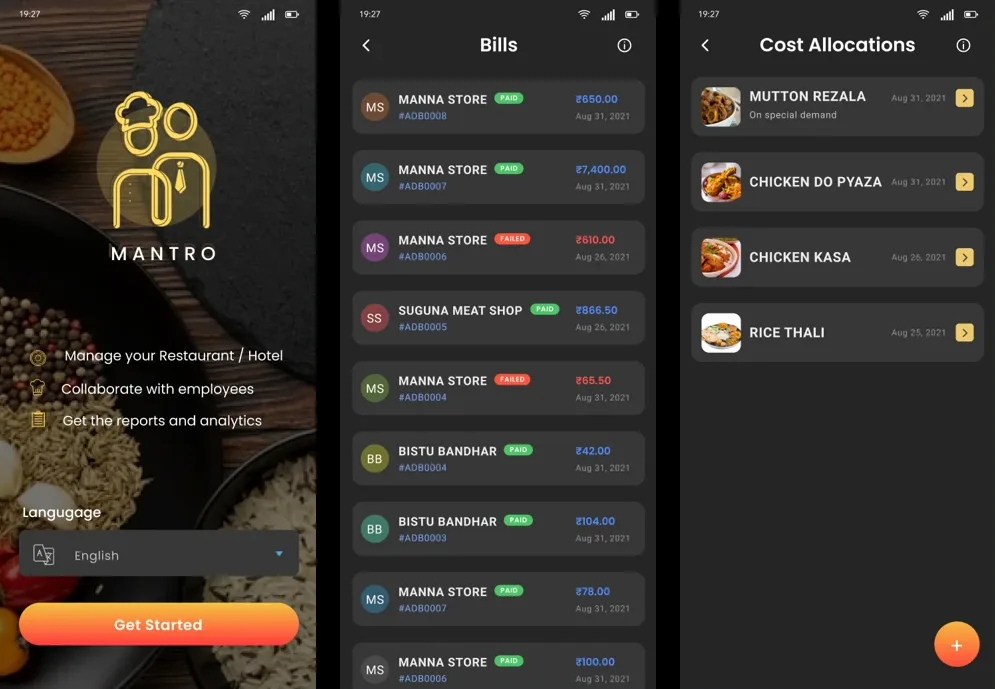 19:27
MANTRO
Manage your Restaurant / Hotel
Collaborate with employees
Get the reports and analytics
Langugage
English
Get Started
19:27
Bills
MS MANNA STORE PAID ₹650.00
#ADB0008 Aug 31, 2021
MS MANNA STORE PAID ₹7,400.00
#ADB0007 Aug 31, 2021
MS MANNA STORE FAILED ₹610.00
#ADB0006 Aug 26, 2021
SS SUGUNA MEAT SHOP PAID ₹866.50
#ADB0005 Aug 26, 2021
MS MANNA STORE FAILED ₹65.50
#ADB0004 Aug 31, 2021
BB BISTU BANDHAR PAID ₹42.00
#ADB0004 Aug 31, 2021
BB BISTU BANDHAR PAID ₹104.00
#ADB0003 Aug 31, 2021
MS MANNA STORE PAID ₹78.00
#ADB0007 Aug 31, 2021
MS MANNA STORE PAID ₹100.00
#ADB0006 Aug 31, 2021
19:27
Cost Allocations
MUTTON REZALA Aug 31, 2021
On special demand
CHICKEN DO PYAZA Aug 31, 2021
CHICKEN KASA Aug 26, 2021
RICE THALI Aug 25, 2021